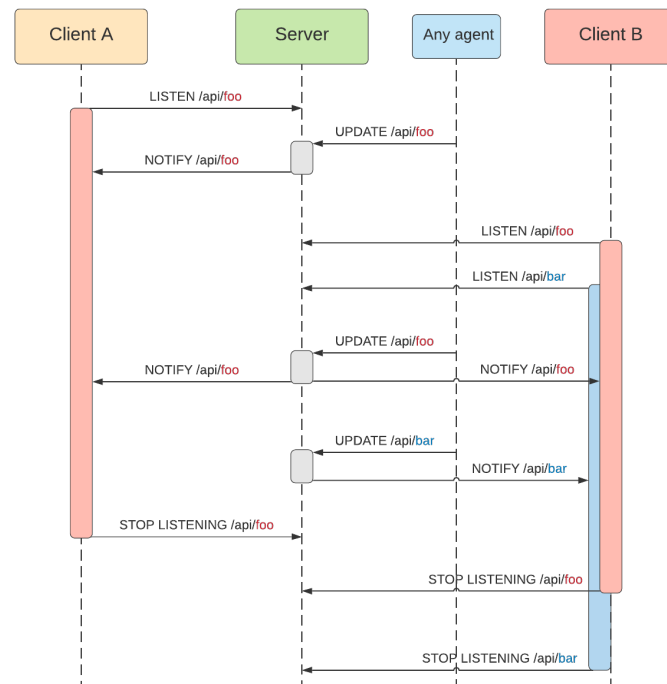 Client A
Server
Any agent
Client B
LISTEN /api/foo
UPDATE /api/foo
NOTIFY /api/foo
LISTEN /api/foo
LISTEN /api/bar
UPDATE /api/foo
NOTIFY /api/foo
NOTIFY /api/foo
UPDATE /api/bar
NOTIFY /api/bar
STOP LISTENING /api/foo
STOP LISTENING /api/foo
STOP LISTENING /api/bar